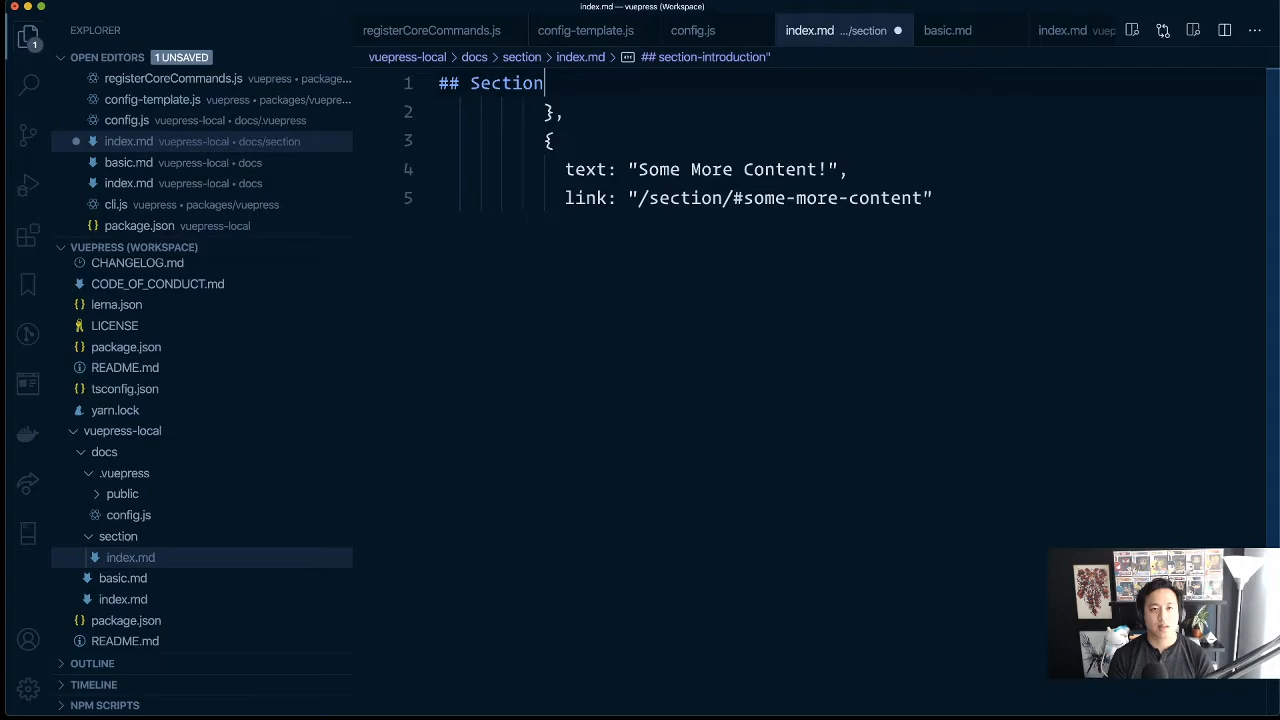 index.md — vuepress (Workspace)
EXPLORER
registerCoreCommands.js
config-template.js
config.js
index.md .../section
basic.md
index.md vuep
1
OPEN EDITORS 1 UNSAVED
vuepress-local > docs > section > index.md > ## section-introduction"
registerCoreCommands.js vuepress • package...
config-template.js vuepress • packages/vuepre...
config.js vuepress-local • docs/.vuepress
index.md vuepress-local • docs/section
basic.md vuepress-local • docs
index.md vuepress-local • docs
cli.js vuepress • packages/vuepress
package.json vuepress-local
1 ## Section
2 },
3 {
4 text: "Some More Content!",
5 link: "/section/#some-more-content"
VUEPRESS (WORKSPACE)
CHANGELOG.md
CODE_OF_CONDUCT.md
lerna.json
LICENSE
package.json
README.md
tsconfig.json
yarn.lock
vuepress-local
docs
.vuepress
public
config.js
section
index.md
basic.md
index.md
package.json
README.md
OUTLINE
TIMELINE
NPM SCRIPTS